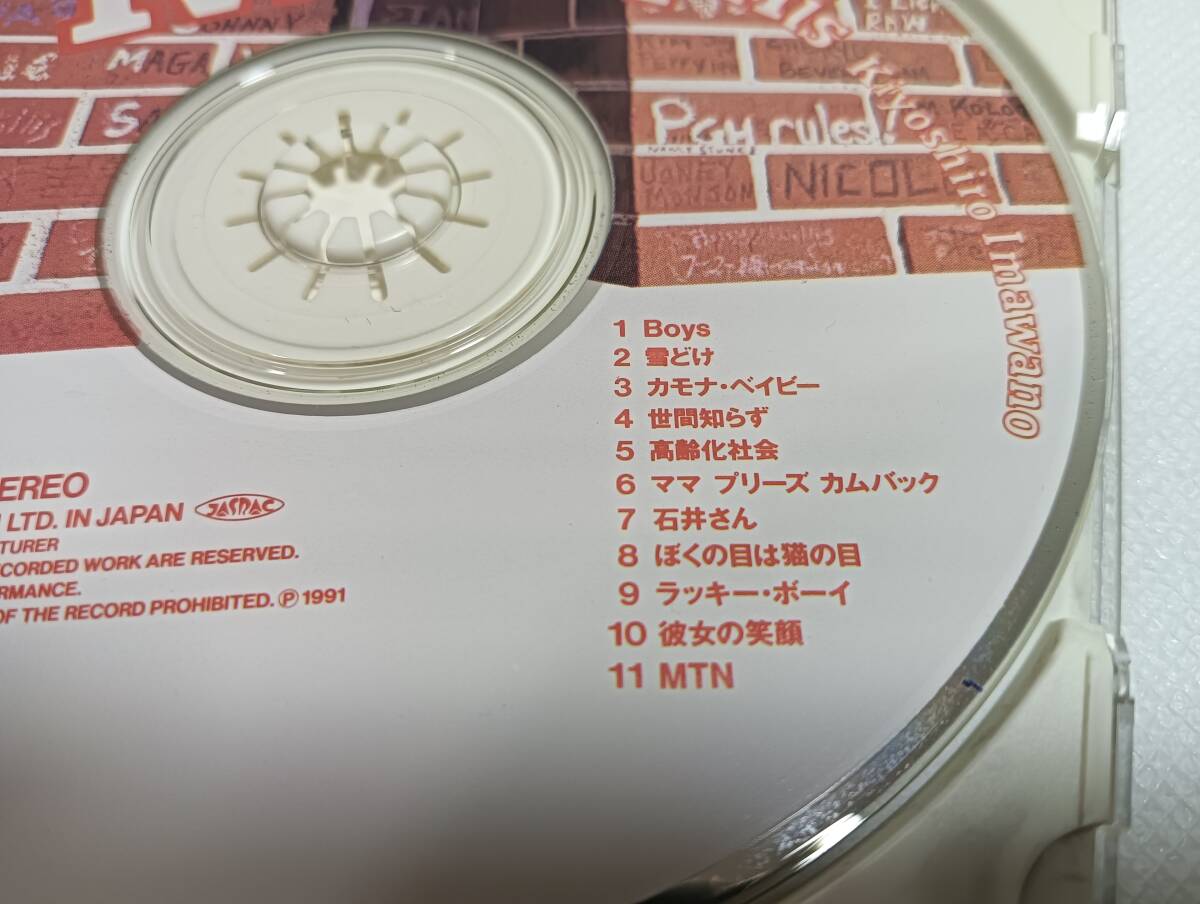 MAGA
PGH rules!
NICOL
Kiyoshiro Imawano
1 Boys
2 雪どけ
3 カモナ・ベイビー
4 世間知らず
5 高齢化社会
6 ママ プリーズ カムバック
7 石井さん
8 ぼくの目は猫の目
9 ラッキー・ボーイ
10 彼女の笑顔
11 MTN
EREO
LTD. IN JAPAN JASRAC
TURER
CORDED WORK ARE RESERVED.
RMANCE.
OF THE RECORD PROHIBITED. Ⓟ 1991